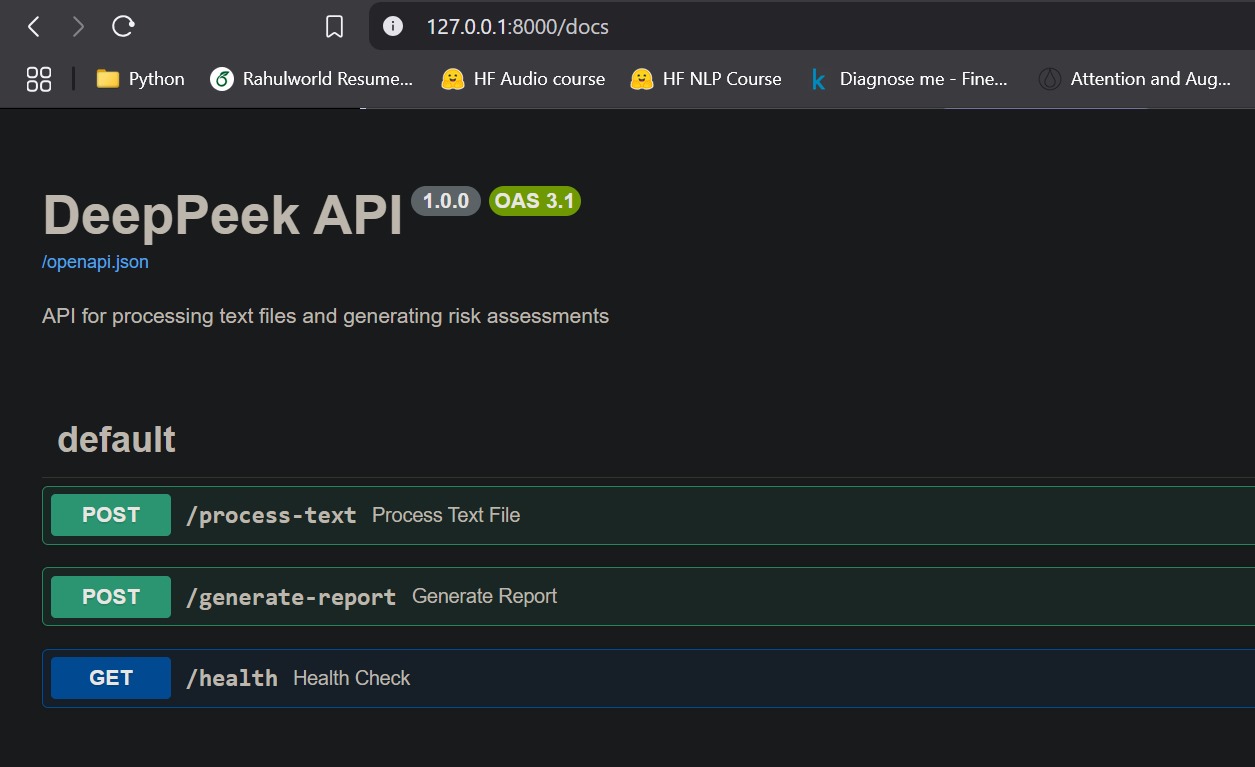 127.0.0.1:8000/docs
Python Rahulworld Resume... HF Audio course HF NLP Course Diagnose me - Fine... Attention and Aug...
DeepPeek API 1.0.0 OAS 3.1
/openapi.json
API for processing text files and generating risk assessments
default
POST /process-text Process Text File
POST /generate-report Generate Report
GET /health Health Check